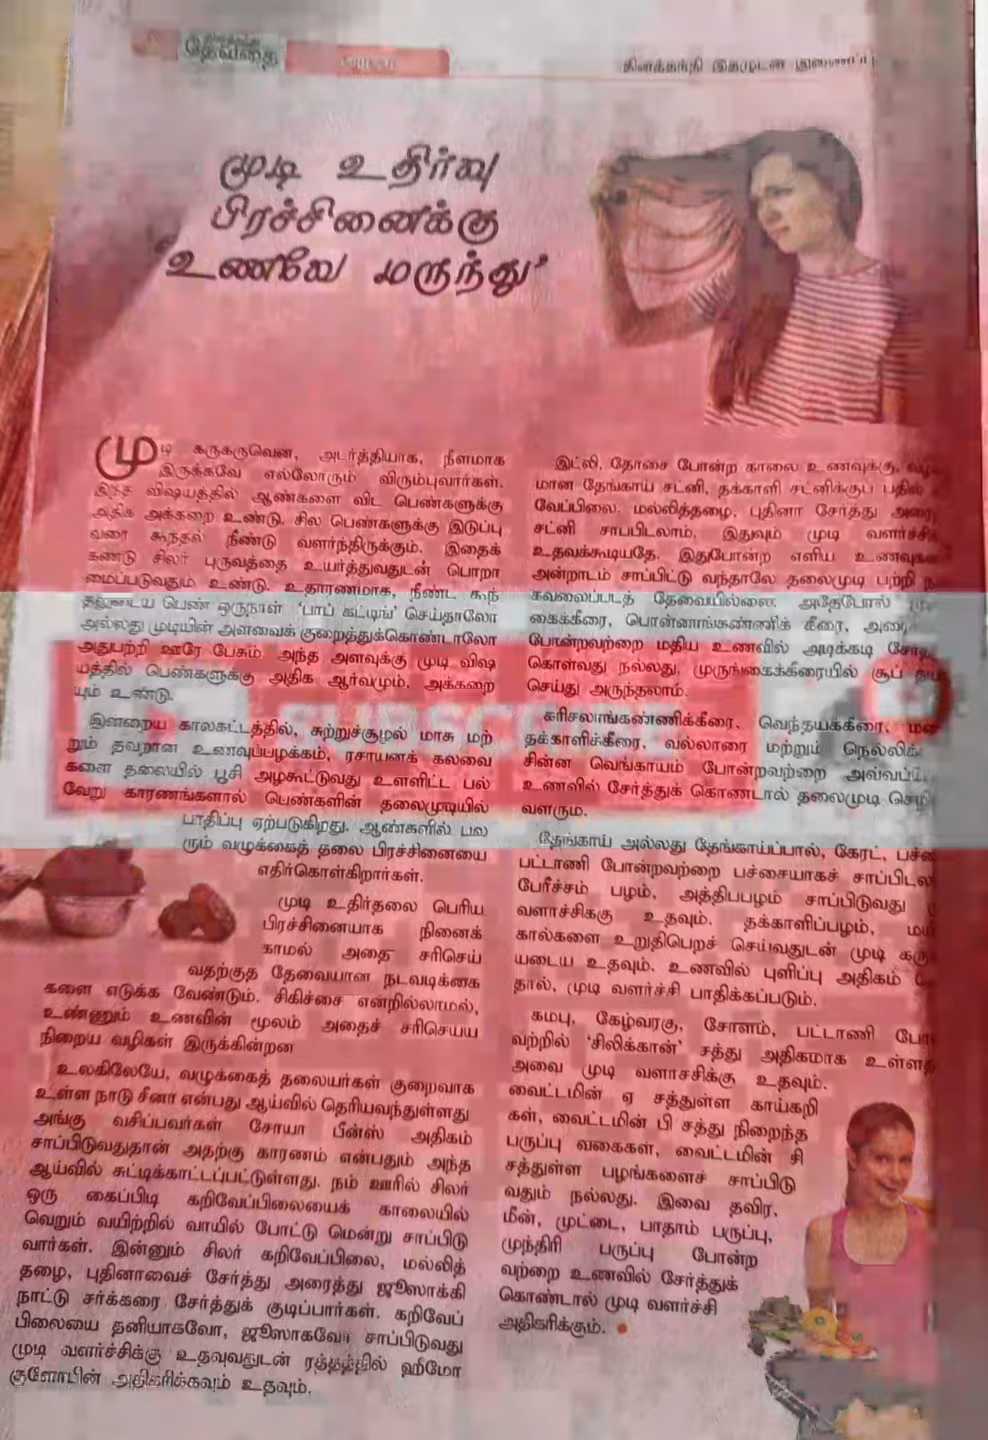 தேவதை
தினத்தந்தி இதழுடன் இணைப்பு
முடி உதிர்வு
பிரச்சினைக்கு
'உணவே மருந்து'
முடி கருகருவென, அடர்த்தியாக, நீளமாக
இருக்கவே எல்லோரும் விரும்புவார்கள்.
இந்த விஷயத்தில் ஆண்களை விட பெண்களுக்கு
அதிக அக்கறை உண்டு. சில பெண்களுக்கு இடுப்பு
வரை கூந்தல் நீண்டு வளர்ந்திருக்கும். இதைக்
கண்டு சிலர் புருவத்தை உயர்த்துவதுடன் பொறா
மைப்படுவதும் உண்டு. உதாரணமாக, நீண்ட கூந்
தலுடைய பெண் ஒருநாள் 'பாப் கட்டிங்' செய்தாலோ
அல்லது முடியின் அளவைக் குறைத்துக்கொண்டாலோ
அதுபற்றி ஊரே பேசும். அந்த அளவுக்கு முடி விஷ
யத்தில் பெண்களுக்கு அதிக ஆர்வமும், அக்கறை
யும் உண்டு.
இன்றைய காலகட்டத்தில், சுற்றுச்சூழல் மாசு மற்
றும் தவறான உணவுப்பழக்கம், ரசாயனக் கலவை
களை தலையில் பூசி அழகூட்டுவது உள்ளிட்ட பல்
வேறு காரணங்களால் பெண்களின் தலைமுடியில்
பாதிப்பு ஏற்படுகிறது. ஆண்களில் பல
ரும் வழுக்கைத் தலை பிரச்சினையை
எதிர்கொள்கிறார்கள்.
முடி உதிர்தலை பெரிய
பிரச்சினையாக நினைக்
காமல் அதை சரிசெய்
வதற்குத் தேவையான நடவடிக்கை
களை எடுக்க வேண்டும். சிகிச்சை என்றில்லாமல்,
உண்ணும் உணவின் மூலம் அதைச் சரிசெய்ய
நிறைய வழிகள் இருக்கின்றன
உலகிலேயே, வழுக்கைத் தலையர்கள் குறைவாக
உள்ள நாடு சீனா என்பது ஆய்வில் தெரியவந்துள்ளது
அங்கு வசிப்பவர்கள் சோயா பீன்ஸ் அதிகம்
சாப்பிடுவதுதான் அதற்கு காரணம் என்பதும் அந்த
ஆய்வில் சுட்டிக்காட்டப்பட்டுள்ளது. நம் ஊரில் சிலர்
ஒரு கைப்பிடி கறிவேப்பிலையைக் காலையில்
வெறும் வயிற்றில் வாயில் போட்டு மென்று சாப்பிடு
வார்கள். இன்னும் சிலர் கறிவேப்பிலை, மல்லித்
தழை, புதினாவைச் சேர்த்து அரைத்து ஜூஸாக்கி
நாட்டு சர்க்கரை சேர்த்துக் குடிப்பார்கள். கறிவேப்
பிலையை தனியாகவோ, ஜூஸாகவோ சாப்பிடுவது
முடி வளர்ச்சிக்கு உதவுவதுடன் ரத்தத்தில் ஹீமோ
குளோபின் அதிகரிக்கவும் உதவும்.
இட்லி, தோசை போன்ற காலை உணவுக்கு,
மான தேங்காய் சட்னி, தக்காளி சட்னிக்குப் பதில்
வேப்பிலை, மல்லித்தழை, புதினா சேர்த்து
சட்னி சாப்பிடலாம். இதுவும் முடி
உதவக்கூடியதே. இதுபோன்ற எளிய
அன்றாடம் சாப்பிட்டு வந்தாலே தலைமுடி பற்றி
கவலைப்படத் தேவையில்லை. அதேபோல்
கைக்கீரை, பொன்னாங்கண்ணிக் கீரை,
போன்றவற்றை மதிய உணவில் அடிக்கடி
கொள்வது நல்லது. முருங்கைக்கீரையில் சூப்
செய்து அருந்தலாம்.
கரிசலாங்கண்ணிக்கீரை, வெந்தயக்கீரை,
தக்காளிக்கீரை, வல்லாரை மற்றும்
சின்ன வெங்காயம் போன்றவற்றை
உணவில் சேர்த்துக் கொண்டால் தலைமுடி
வளரும்.
தேங்காய் அல்லது தேங்காய்ப்பால், கேரட்,
பட்டாணி போன்றவற்றை பச்சையாகச்
பேரீச்சம் பழம், அத்திபபழம் சாப்பிடுவது
வளர்ச்சிக்கு உதவும். தக்காளிப்பழம்,
கால்களை உறுதிபெறச் செய்வதுடன் முடி
யடைய உதவும். உணவில் புளிப்பு அதிகம்
தால், முடி வளர்ச்சி பாதிக்கப்படும்.
கம்பு, கேழ்வரகு, சோளம், பட்டாணி
வற்றில் 'சிலிக்கான்' சத்து அதிகமாக
அவை முடி வளர்ச்சிக்கு உதவும்.
வைட்டமின் ஏ சத்துள்ள காய்கறி
கள், வைட்டமின் பி சத்து நிறைந்த
பருப்பு வகைகள், வைட்டமின் சி
சத்துள்ள பழங்களைச் சாப்பிடு
வதும் நல்லது. இவை தவிர,
மீன், முட்டை, பாதாம் பருப்பு,
முந்திரி பருப்பு போன்ற
வற்றை உணவில் சேர்த்துக்
கொண்டால் முடி வளர்ச்சி
அதிகரிக்கும்.